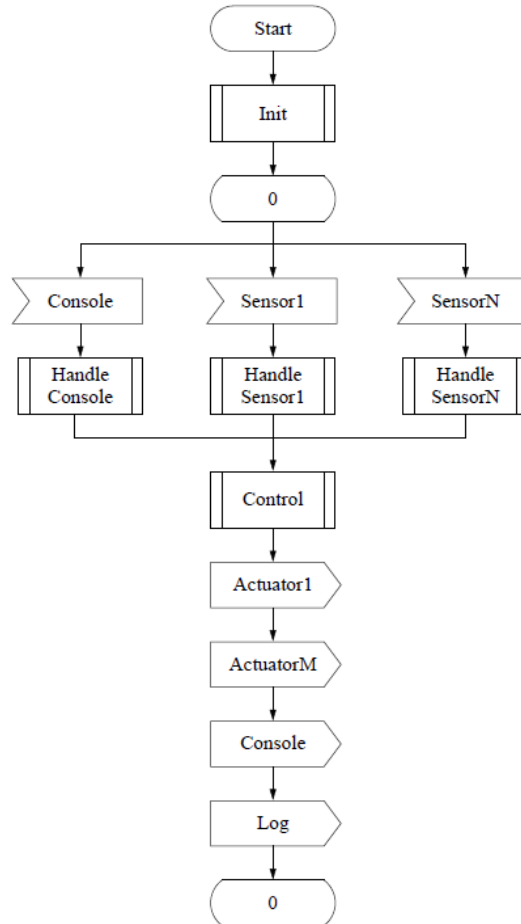 Start
Init
0
Console
Sensor1
SensorN
Handle
Console
Handle
Sensor1
Handle
SensorN
Control
Actuator1
ActuatorM
Console
Log
0